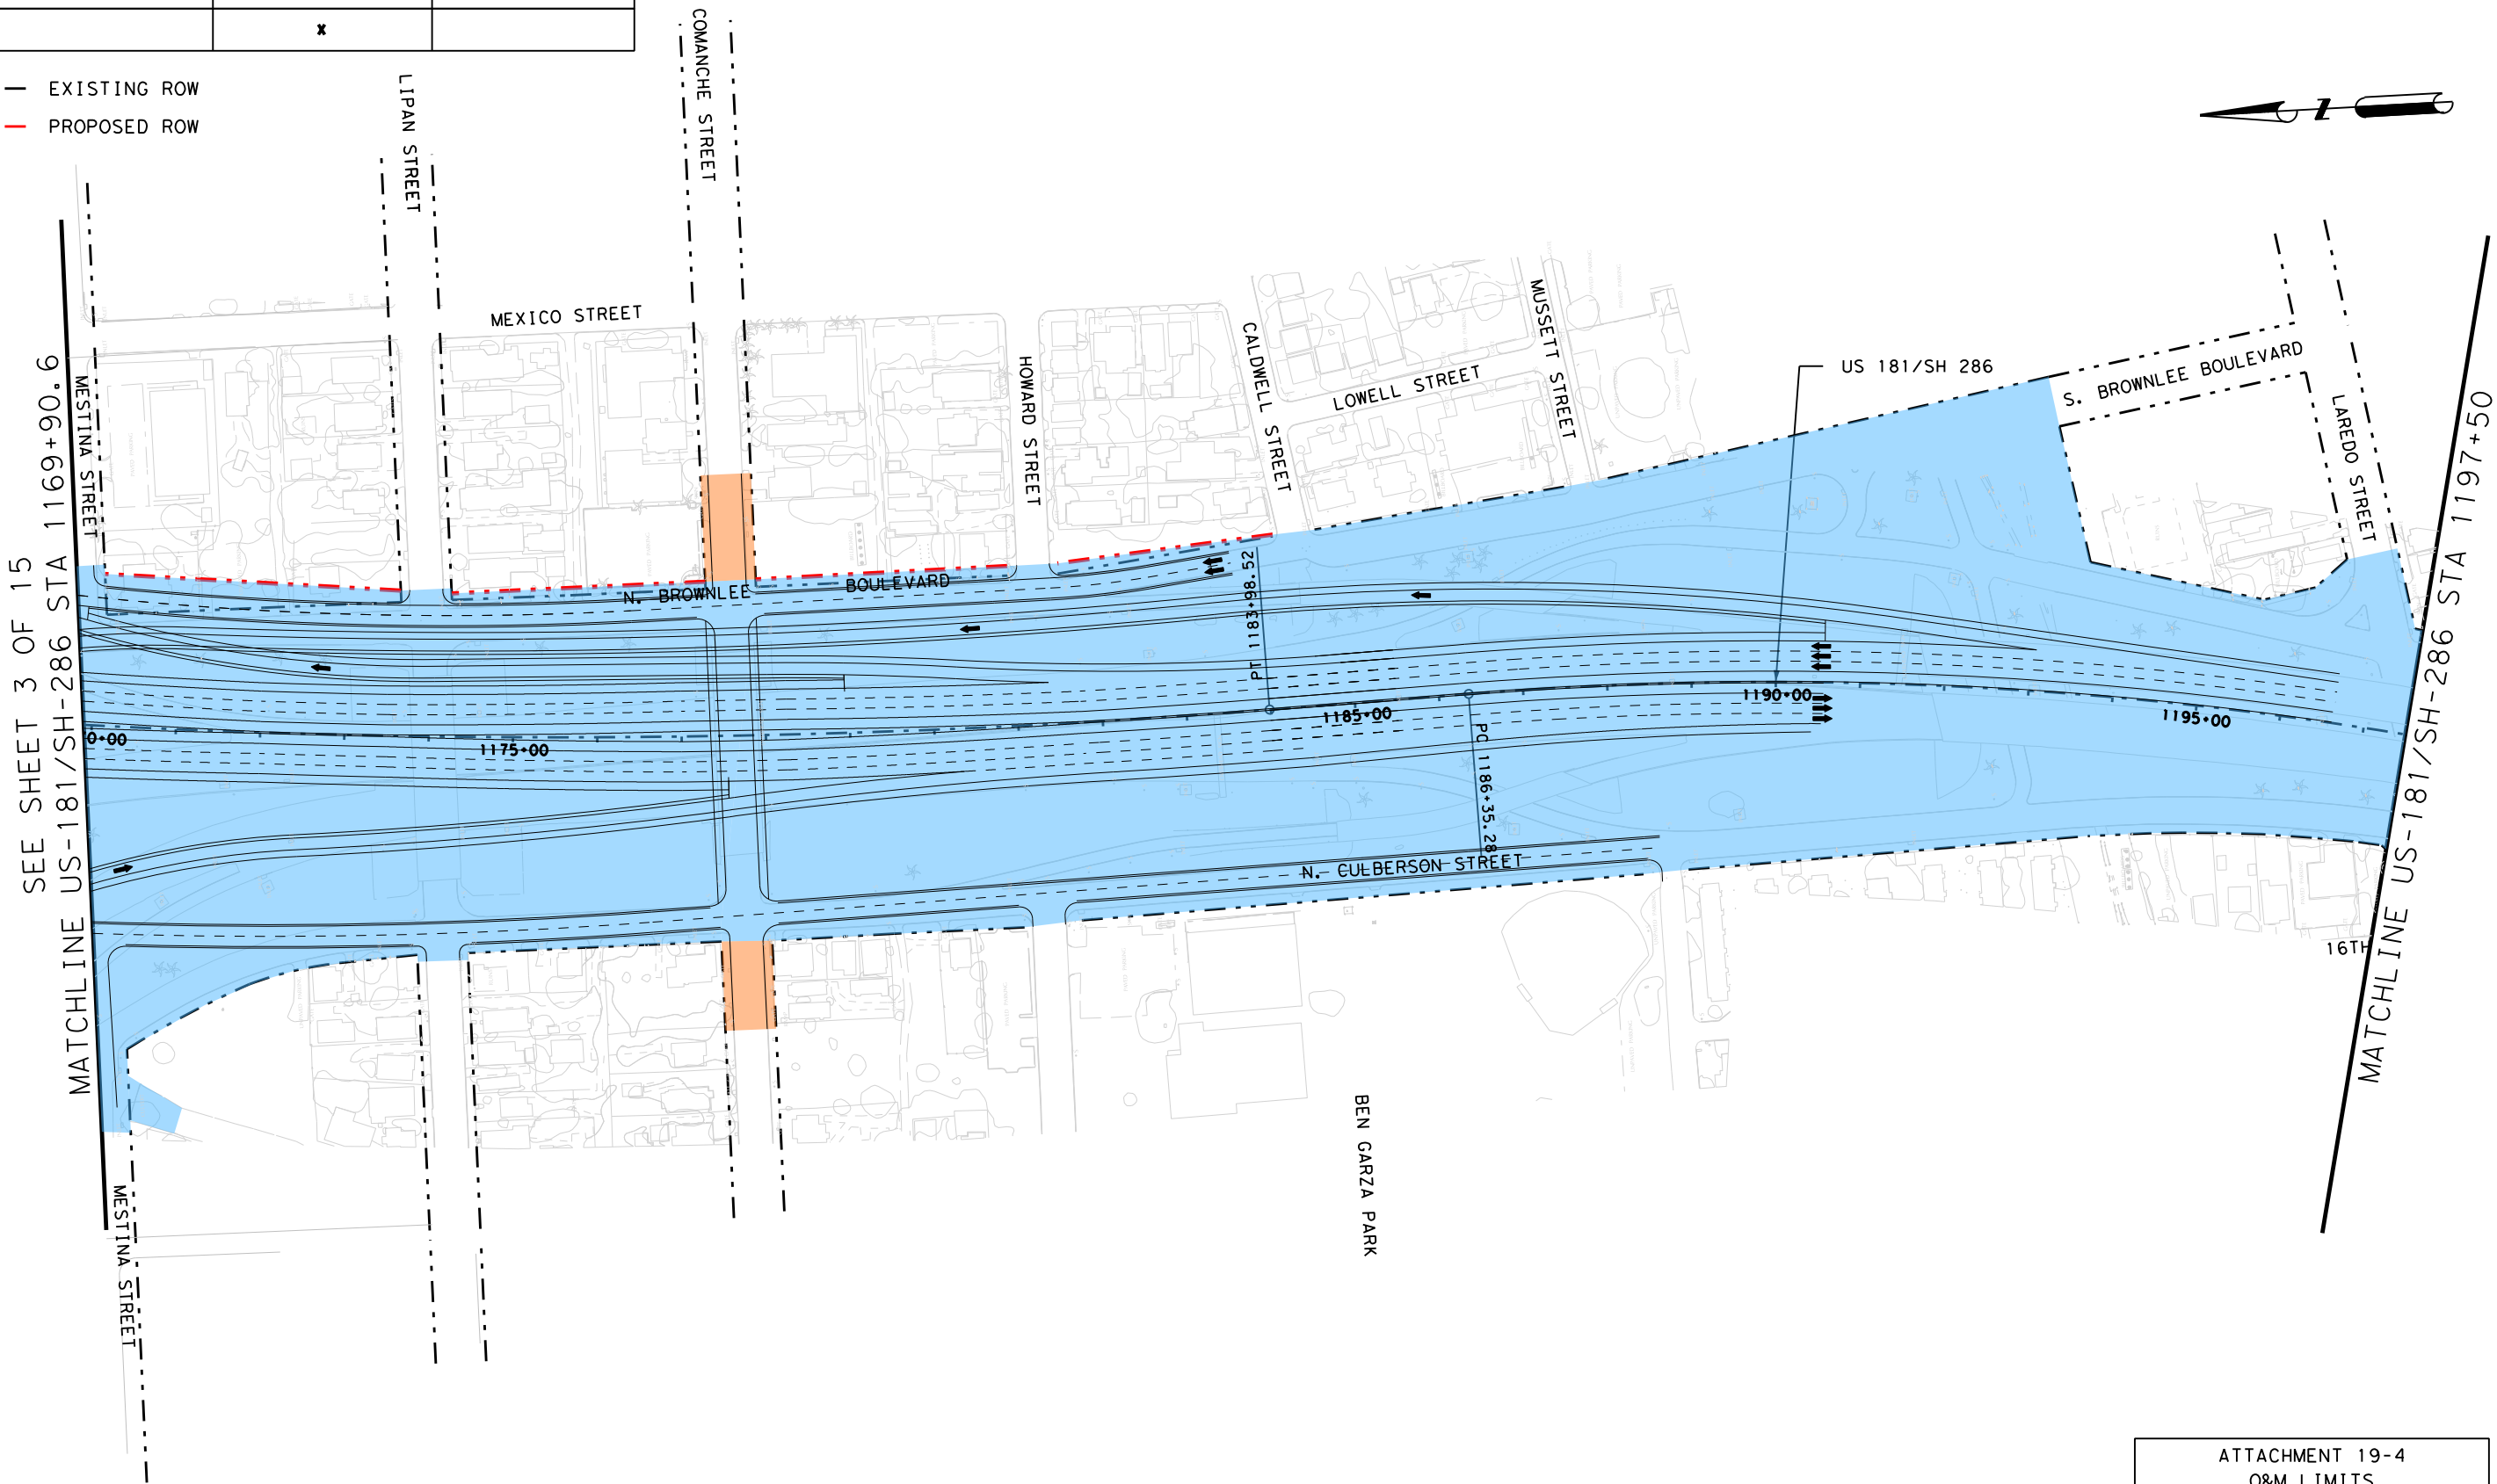 x
EXISTING ROW
PROPOSED ROW
LIPAN STREET
COMANCHE STREET
Z
MEXICO STREET
MESTINA STREET
HOWARD STREET
CALDWELL STREET
LOWELL STREET
MUSSETT STREET
US 181/SH 286
S. BROWNLEE BOULEVARD
LAREDO STREET
SEE SHEET 3 OF 15
MATCHLINE US-181/SH-286 STA 1169+90.6
MATCHLINE US-181/SH-286 STA 1197+50
N. BROWNLEE BOULEVARD
PT 1183+98.52
0+00
1175+00
1185+00
1190+00
1195+00
PC 1186+35.28
N. CULBERSON STREET
16TH
BEN GARZA PARK
MESTINA STREET
ATTACHMENT 19-4
O&M LIMITS